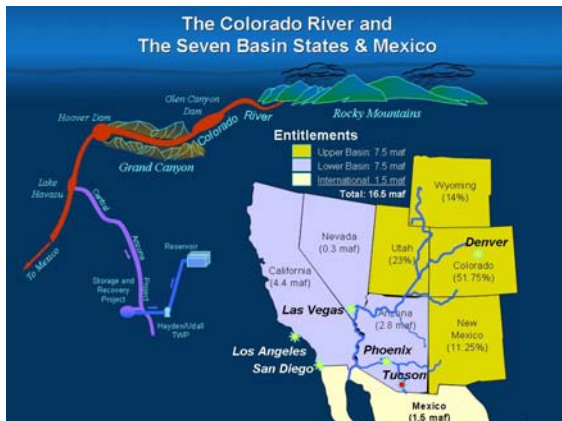 The Colorado River and
The Seven Basin States & Mexico
Glen Canyon
Dam
Hoover Dam
Colorado
River
Rocky Mountains
Grand Canyon
Lake
Havasu
To Mexico
Central
Arizona
Project
Reservoir
Storage and
Recovery
Project
Hayden/Udall
TWP
Entitlements
Upper Basin: 7.5 maf
Lower Basin: 7.5 maf
International: 1.5 maf
Total: 16.5 maf
Wyoming
(14%)
Nevada
(0.3 maf)
Utah
(23%)
Denver
Colorado
(51.75%)
California
(4.4 maf)
Las Vegas
Arizona
(2.8 maf)
New
Mexico
(11.25%)
Los Angeles
San Diego
Phoenix
Tucson
Mexico
(1.5 maf)